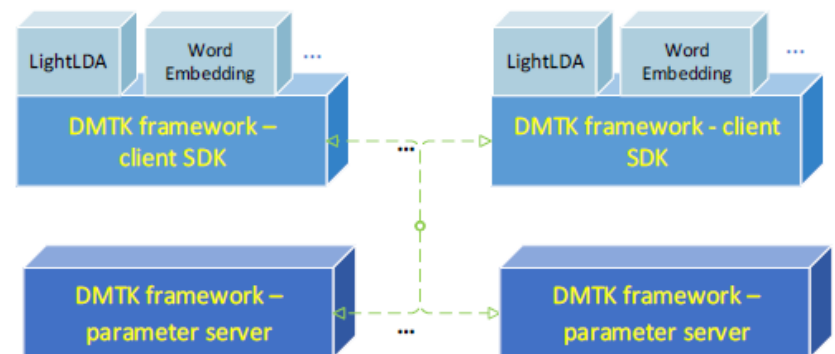 LightLDA
Word
Embedding
...
LightLDA
Word
Embedding
...
DMTK framework –
client SDK
...
DMTK framework - client
SDK
DMTK framework –
parameter server
...
DMTK framework –
parameter server